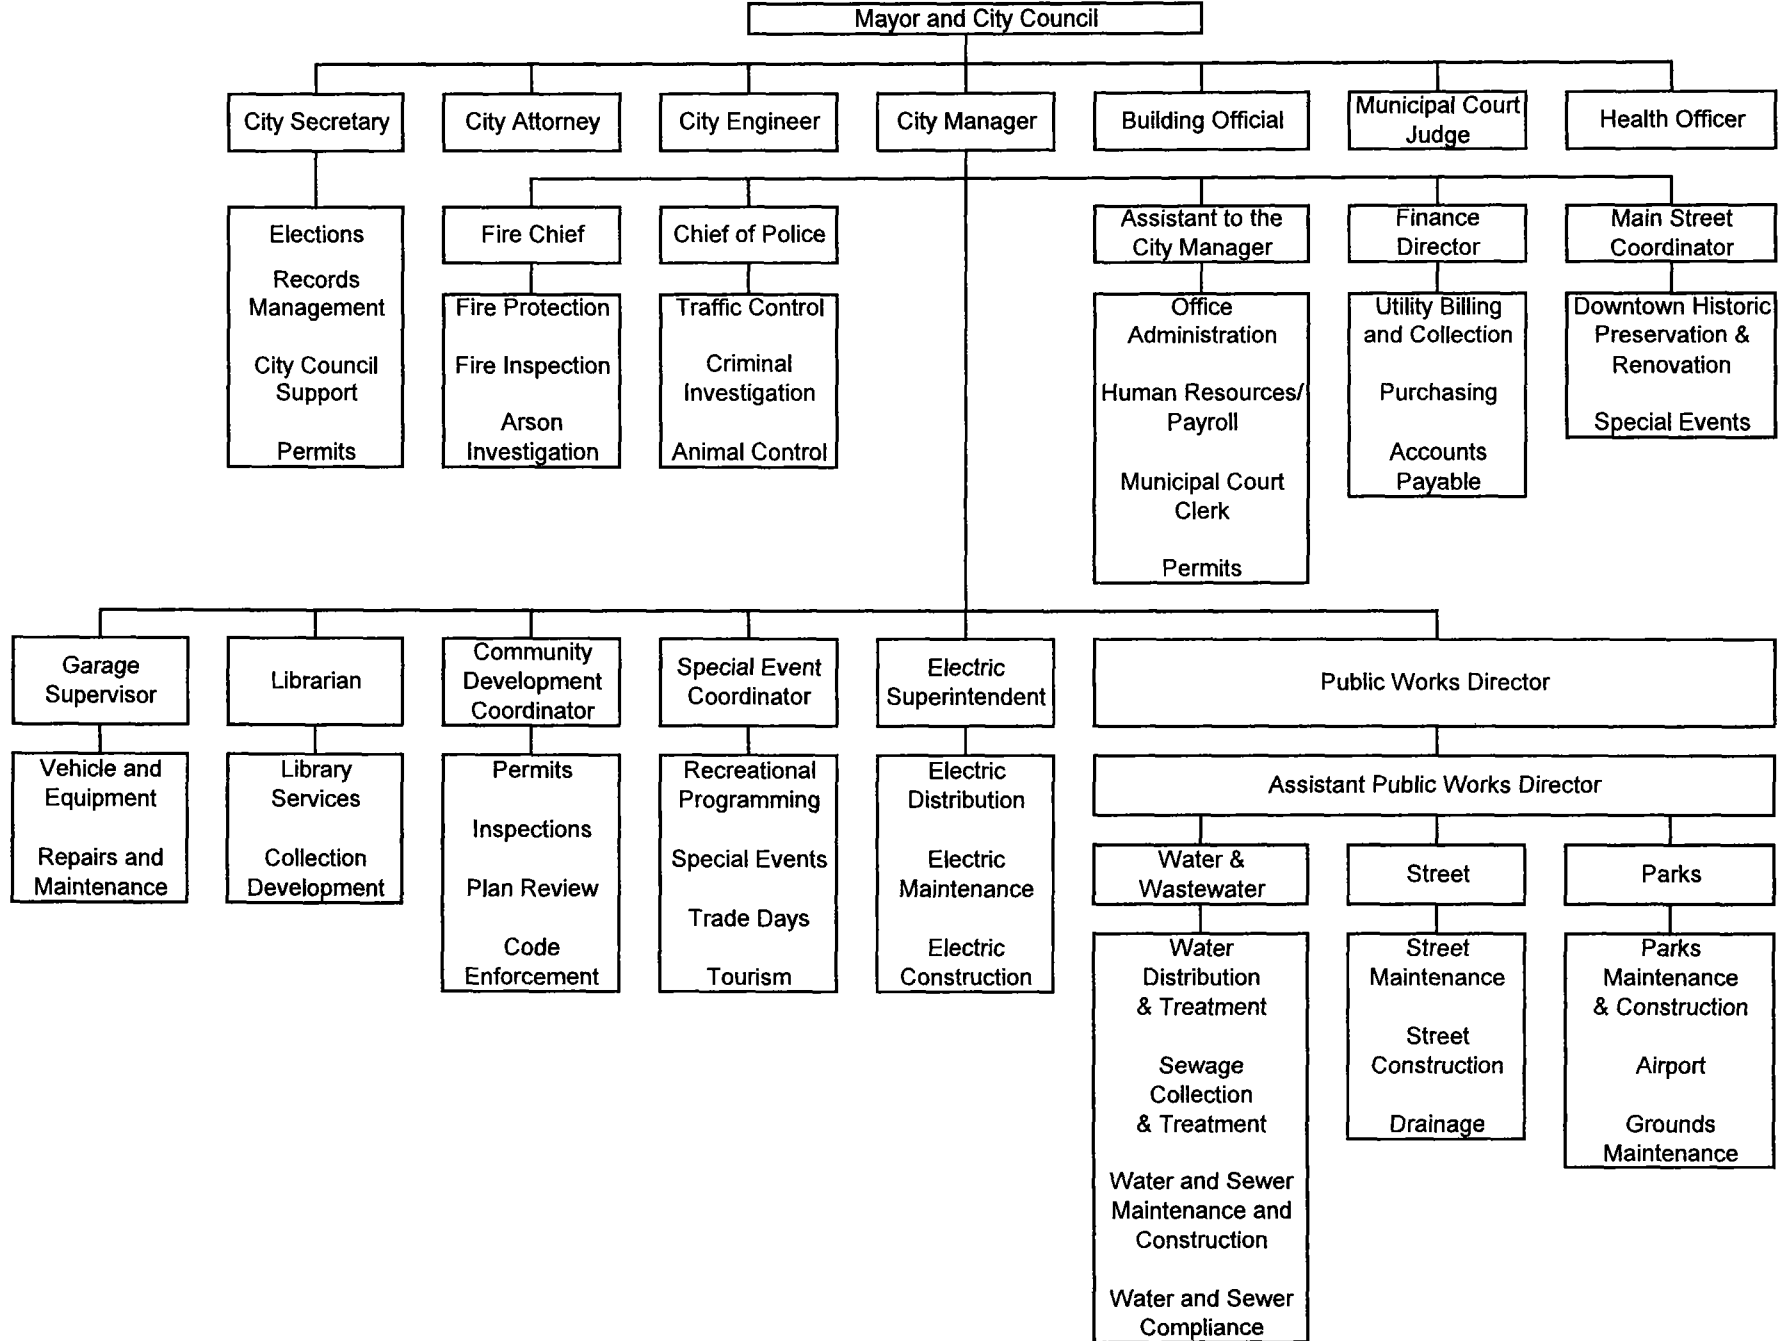 Mayor and City Council
City Secretary
City Attorney
City Engineer
City Manager
Building Official
Municipal Court
Judge
Health Officer
Elections
Records
Management
City Council
Support
Permits
Fire Chief
Fire Protection
Fire Inspection
Arson
Investigation
Chief of Police
Traffic Control
Criminal
Investigation
Animal Control
Assistant to the
City Manager
Office
Administration
Human Resources/
Payroll
Municipal Court
Clerk
Permits
Finance
Director
Utility Billing
and Collection
Purchasing
Accounts
Payable
Main Street
Coordinator
Downtown Historic
Preservation &
Renovation
Special Events
Garage
Supervisor
Vehicle and
Equipment
Repairs and
Maintenance
Librarian
Library
Services
Collection
Development
Community
Development
Coordinator
Permits
Inspections
Plan Review
Code
Enforcement
Special Event
Coordinator
Recreational
Programming
Special Events
Trade Days
Tourism
Electric
Superintendent
Electric
Distribution
Electric
Maintenance
Electric
Construction
Public Works Director
Assistant Public Works Director
Water &
Wastewater
Water
Distribution
& Treatment
Sewage
Collection
& Treatment
Water and Sewer
Maintenance and
Construction
Water and Sewer
Compliance
Street
Street
Maintenance
Street
Construction
Drainage
Parks
Parks
Maintenance
& Construction
Airport
Grounds
Maintenance